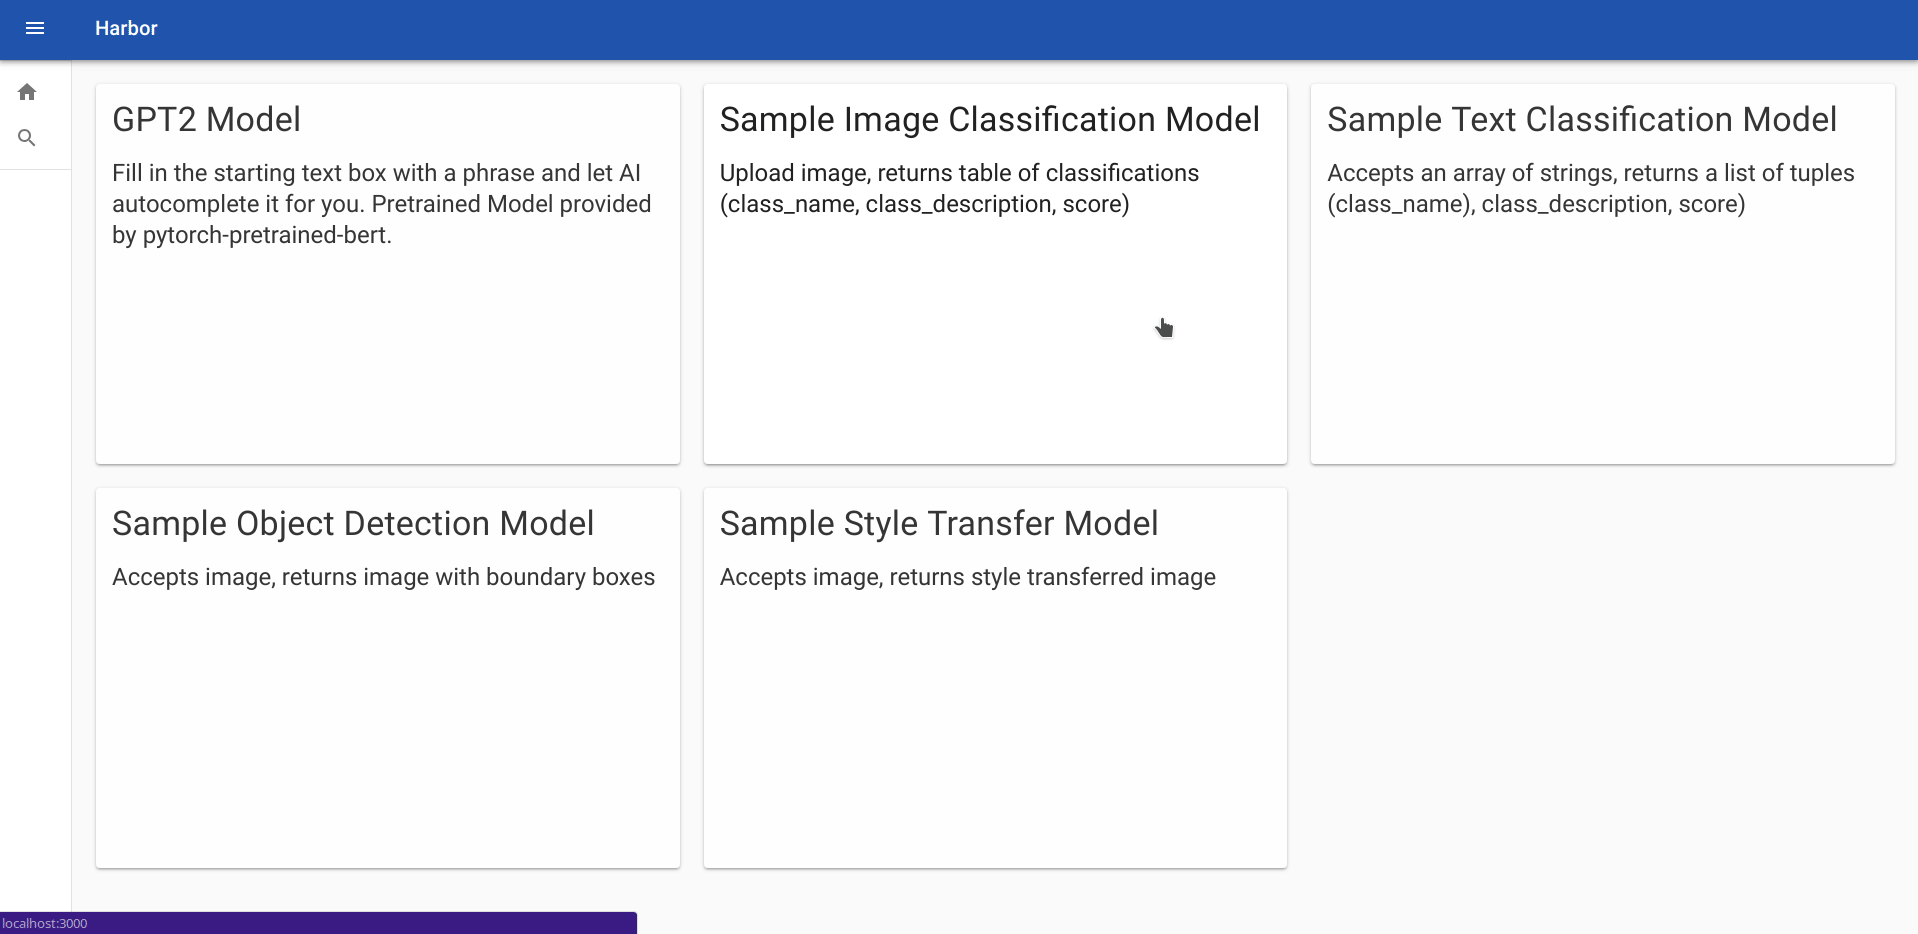 Harbor
GPT2 Model
Fill in the starting text box with a phrase and let AI
autocomplete it for you. Pretrained Model provided
by pytorch-pretrained-bert.
Sample Image Classification Model
Upload image, returns table of classifications
(class_name, class_description, score)
Sample Text Classification Model
Accepts an array of strings, returns a list of tuples
(class_name), class_description, score)
Sample Object Detection Model
Accepts image, returns image with boundary boxes
Sample Style Transfer Model
Accepts image, returns style transferred image
localhost:3000